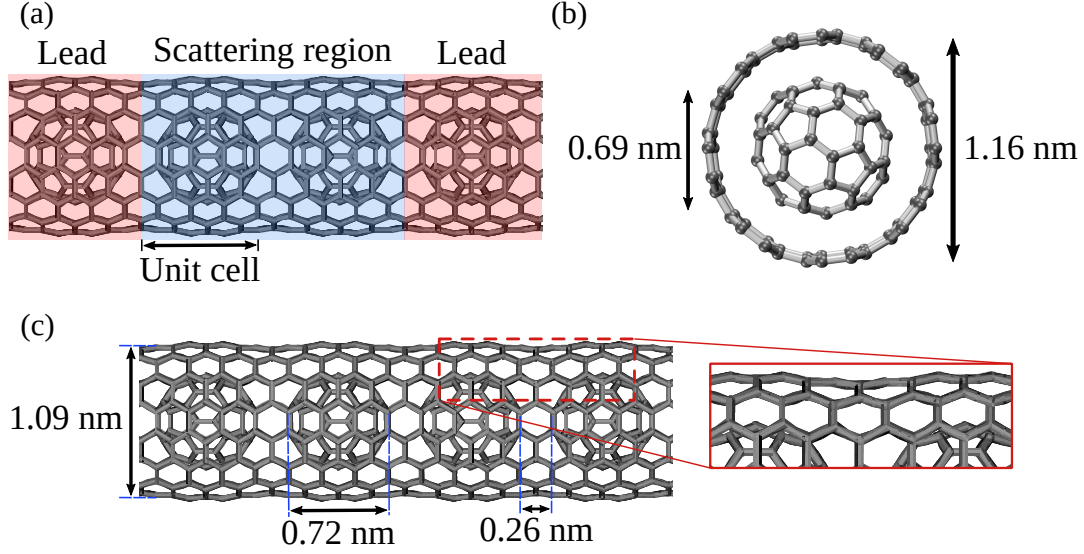 (a)
Lead
Scattering region
Lead
Unit cell
(b)
0.69 nm
1.16 nm
(c)
1.09 nm
0.72 nm
0.26 nm